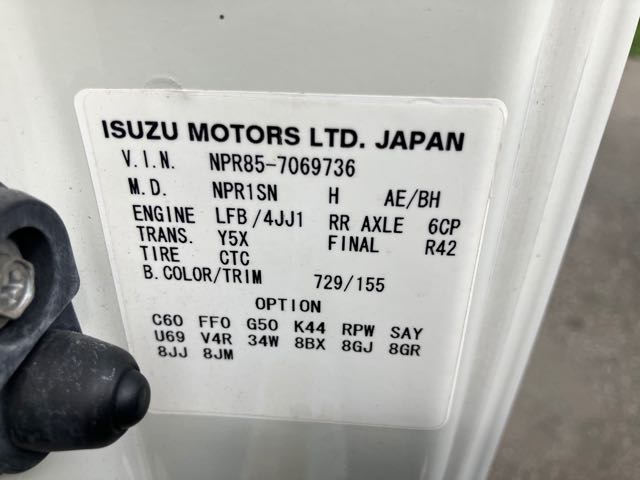 ISUZU MOTORS LTD. JAPAN
V.I.N. NPR85-7069736
M.D. NPR1SN H AE/BH
ENGINE LFB/4JJ1 RR AXLE 6CP
TRANS. Y5X FINAL R42
TIRE CTC
B.COLOR/TRIM 729/155
OPTION
C60 FF0 G50 K44 RPW SAY
U69 V4R 34W 8BX 8GJ 8GR
8JJ 8JM